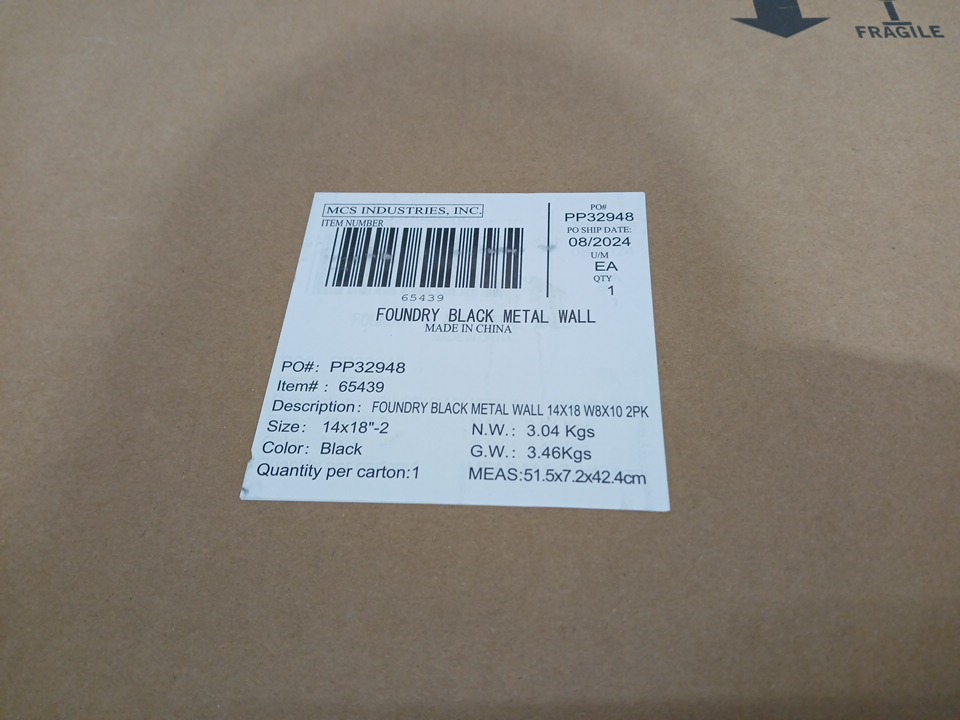 FRAGILE
MCS INDUSTRIES, INC.
ITEM NUMBER
65439
PO#
PP32948
PO SHIP DATE:
08/2024
U/M
EA
QTY
1
FOUNDRY BLACK METAL WALL
MADE IN CHINA
PO#: PP32948
Item# : 65439
Description: FOUNDRY BLACK METAL WALL 14X18 W8X10 2PK
Size: 14x18"-2
N.W.: 3.04 Kgs
Color: Black
G.W.: 3.46Kgs
Quantity per carton:1
MEAS:51.5x7.2x42.4cm